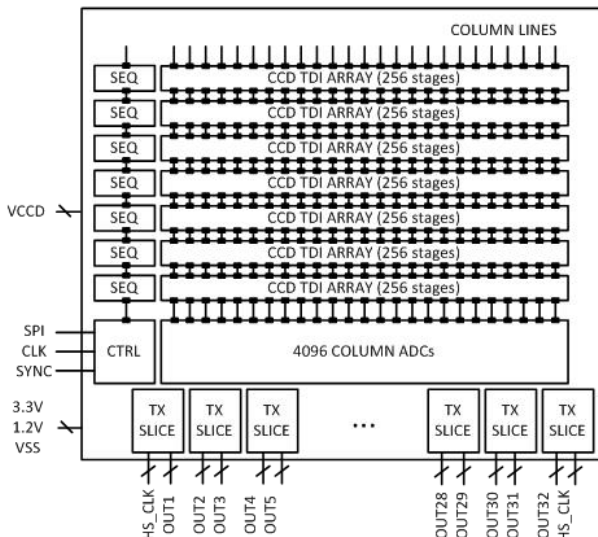 COLUMN LINES
SEQ CCD TDI ARRAY (256 stages)
SEQ CCD TDI ARRAY (256 stages)
SEQ CCD TDI ARRAY (256 stages)
SEQ CCD TDI ARRAY (256 stages)
VCCD SEQ CCD TDI ARRAY (256 stages)
SEQ CCD TDI ARRAY (256 stages)
SEQ CCD TDI ARRAY (256 stages)
SPI
CLK CTRL 4096 COLUMN ADCs
SYNC
3.3V
1.2V
VSS
TX SLICE
TX SLICE
TX SLICE
...
TX SLICE
TX SLICE
TX SLICE
HS_CLK
OUT1
OUT2
OUT3
OUT4
OUT5
OUT28
OUT29
OUT30
OUT31
OUT32
HS_CLK